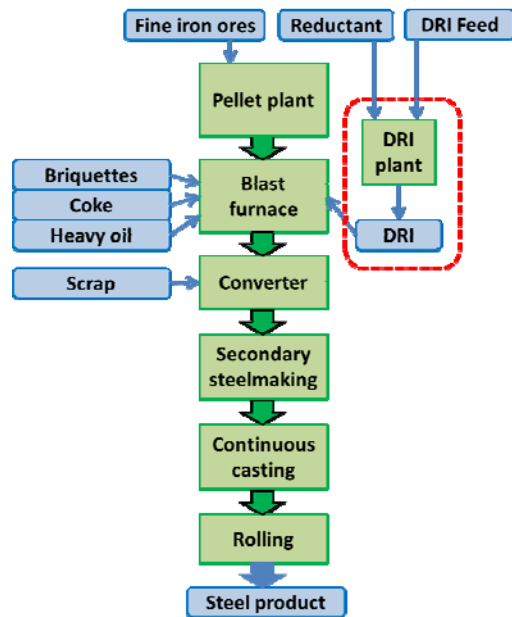 Fine iron ores
Reductant
DRI Feed
Pellet plant
DRI
plant
Briquettes
Coke
Heavy oil
Blast
furnace
DRI
Scrap
Converter
Secondary
steelmaking
Continuous
casting
Rolling
Steel product